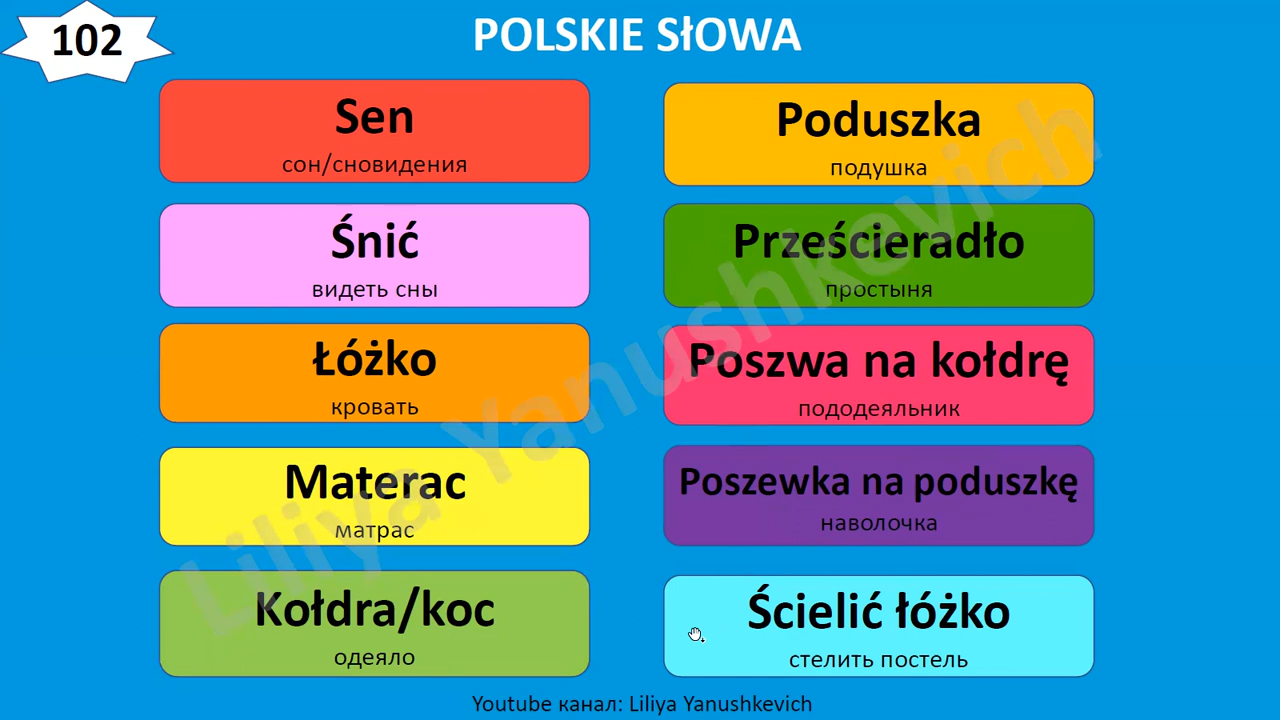 102
POLSKIE SŁOWA
Sen
сон/сновидения
Śnić
видеть сны
Łóżko
кровать
Materac
матрас
Kołdra/koc
одеяло
Poduszka
подушка
Prześcieradło
простыня
Poszwa na kołdrę
пододеяльник
Poszewka na poduszkę
наволочка
Ścielić łóżko
стелить постель
Liliya Yanushkevich
Youtube канал: Liliya Yanushkevich